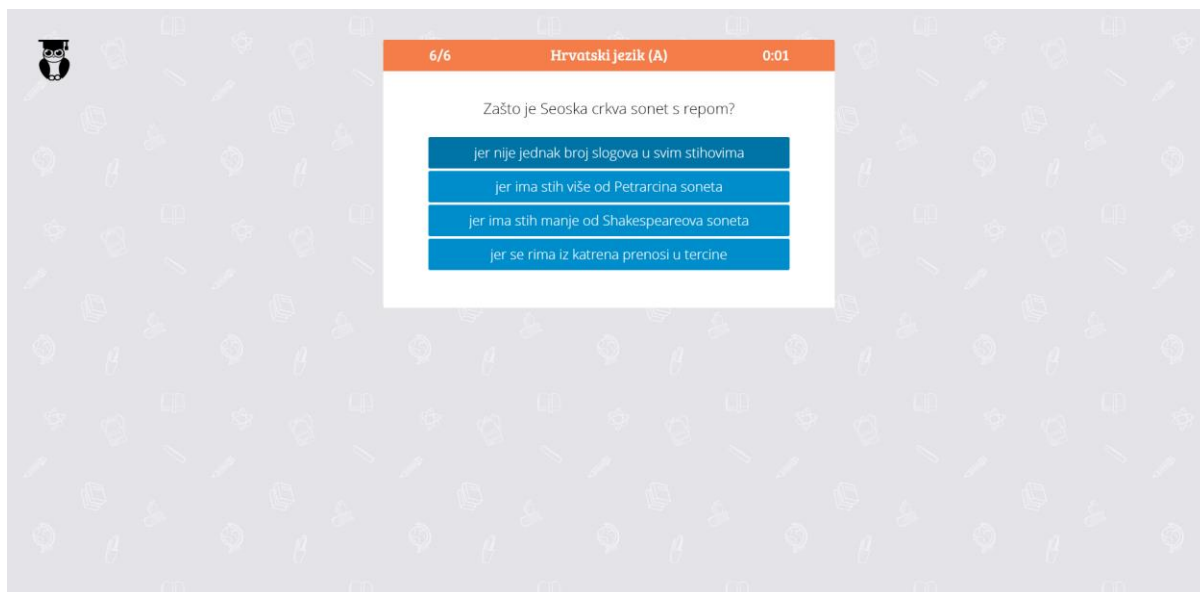 6/6 Hrvatski jezik (A) 0:01
Zašto je Seoska crkva sonet s repom?
jer nije jednak broj slogova u svim stihovima
jer ima stih više od Petrarcina soneta
jer ima stih manje od Shakespeareova soneta
jer se rima iz katrena prenosi u tercine